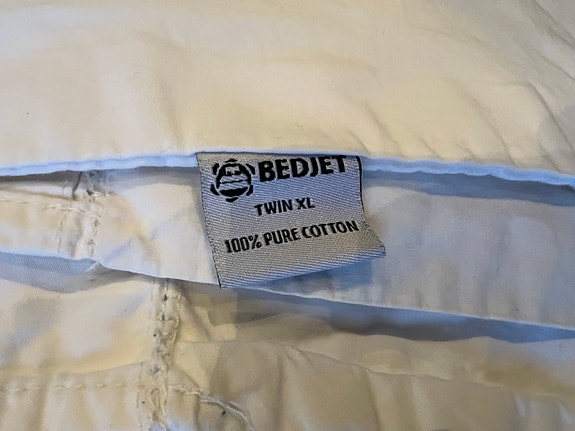 BEDJET
TWIN XL
100% PURE COTTON